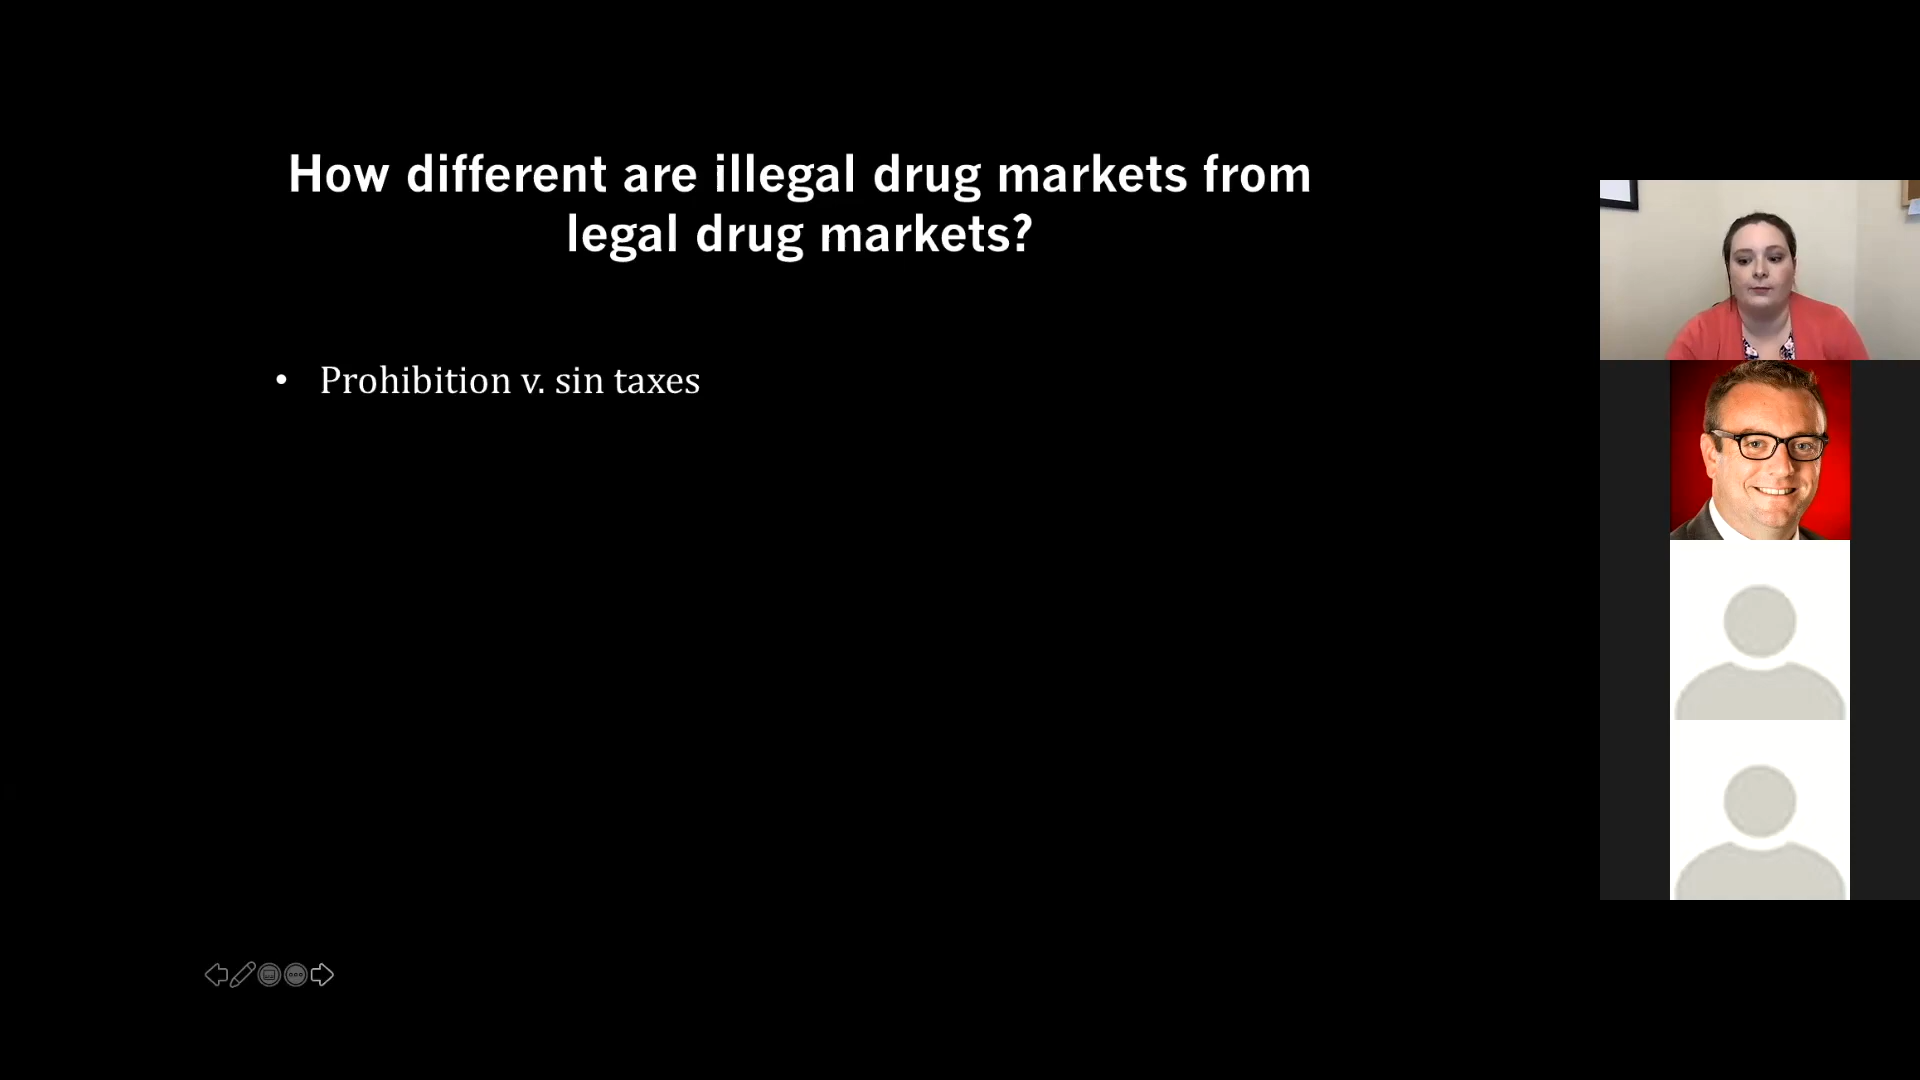 How different are illegal drug markets from
legal drug markets?
• Prohibition v. sin taxes